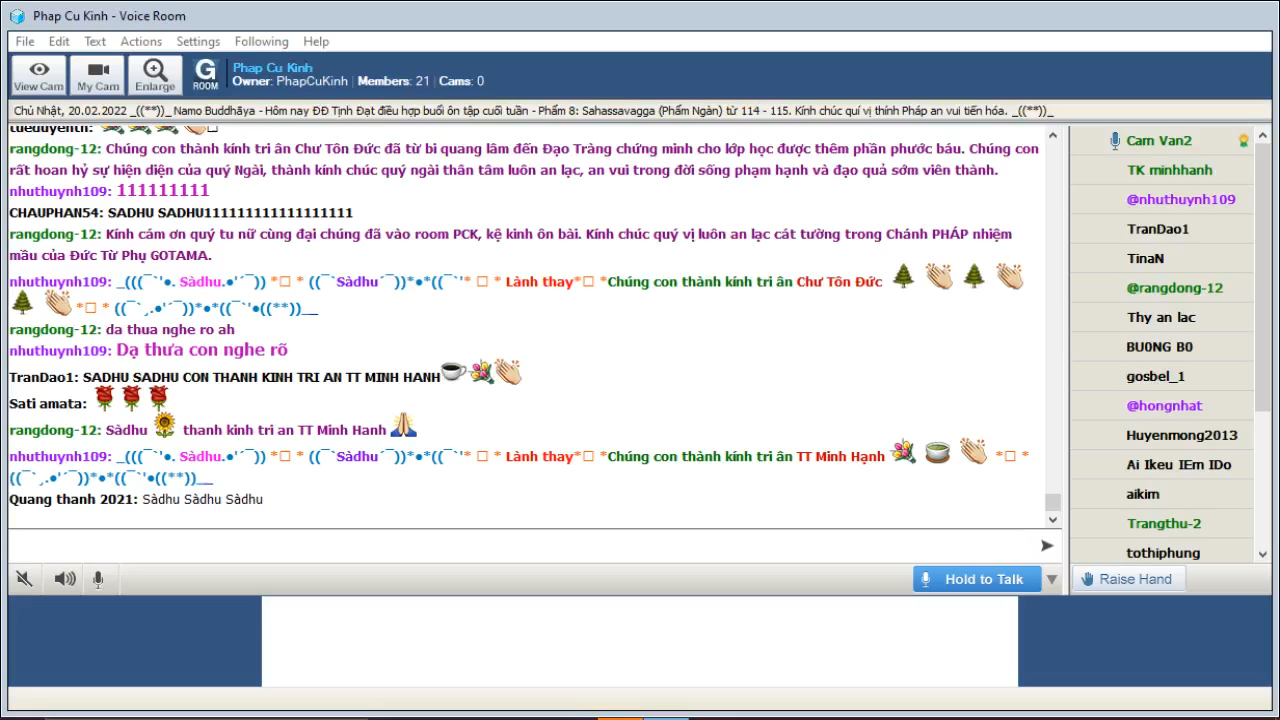 Phap Cu Kinh - Voice Room
File Edit Text Actions Settings Following Help
View Cam My Cam Enlarge G ROOM
Phap Cu Kinh
Owner: PhapCuKinh | Members: 21 | Cams: 0
Chủ Nhật, 20.02.2022 _((**))_ Namo Buddhāya - Hôm nay ĐĐ Tịnh Đạt điều hợp buổi ôn tập cuối tuần - Phẩm 8: Sahassavagga (Phẩm Ngàn) từ 114 - 115. Kính chúc quí vị thính Pháp an vui tiến hóa. _((**))_
tueduyenth:
rangdong-12: Chúng con thành kính tri ân Chư Tôn Đức đã từ bi quang lâm đến Đạo Tràng chứng minh cho lớp học được thêm phần phước báu. Chúng con
rất hoan hỷ sự hiện diện của quý Ngài, thành kính chúc quý ngài thân tâm luôn an lạc, an vui trong đời sống phạm hạnh và đạo quả sớm viên thành.
nhuthuynh109: 111111111
CHAUPHAN54: SADHU SADHU111111111111111111
rangdong-12: Kính cám ơn quý tu nữ cùng đại chúng đã vào room PCK, kệ kinh ôn bài. Kính chúc quý vị luôn an lạc cát tường trong Chánh PHÁP nhiệm
mầu của Đức Từ Phụ GOTAMA.
nhuthuynh109: _(((¯`'•. Sàdhu.•'´¯)) *□ * ((¯`Sàdhu´¯))*•*((¯`'* □ * Lành thay*□ *Chúng con thành kính tri ân Chư Tôn Đức
*□ * ((¯`¸.•'´¯))*•*((¯`'•((**))__
rangdong-12: da thua nghe ro ah
nhuthuynh109: Dạ thưa con nghe rõ
TranDao1: SADHU SADHU CON THANH KINH TRI AN TT MINH HANH
Sati amata:
rangdong-12: Sàdhu thanh kinh tri an TT Minh Hanh
nhuthuynh109: _(((¯`'•. Sàdhu.•'´¯)) *□ * ((¯`Sàdhu´¯))*•*((¯`'* □ * Lành thay*□ *Chúng con thành kính tri ân TT Minh Hạnh *□ *
((¯`¸.•'´¯))*•*((¯`'•((**))__
Quang thanh 2021: Sàdhu Sàdhu Sàdhu
Hold to Talk
Cam Van2
TK minhhanh
@nhuthuynh109
TranDao1
TinaN
@rangdong-12
Thy an lac
BU0NG B0
gosbel_1
@hongnhat
Huyenmong2013
Ai Ikeu IEm IDo
aikim
Trangthu-2
tothiphung
Raise Hand